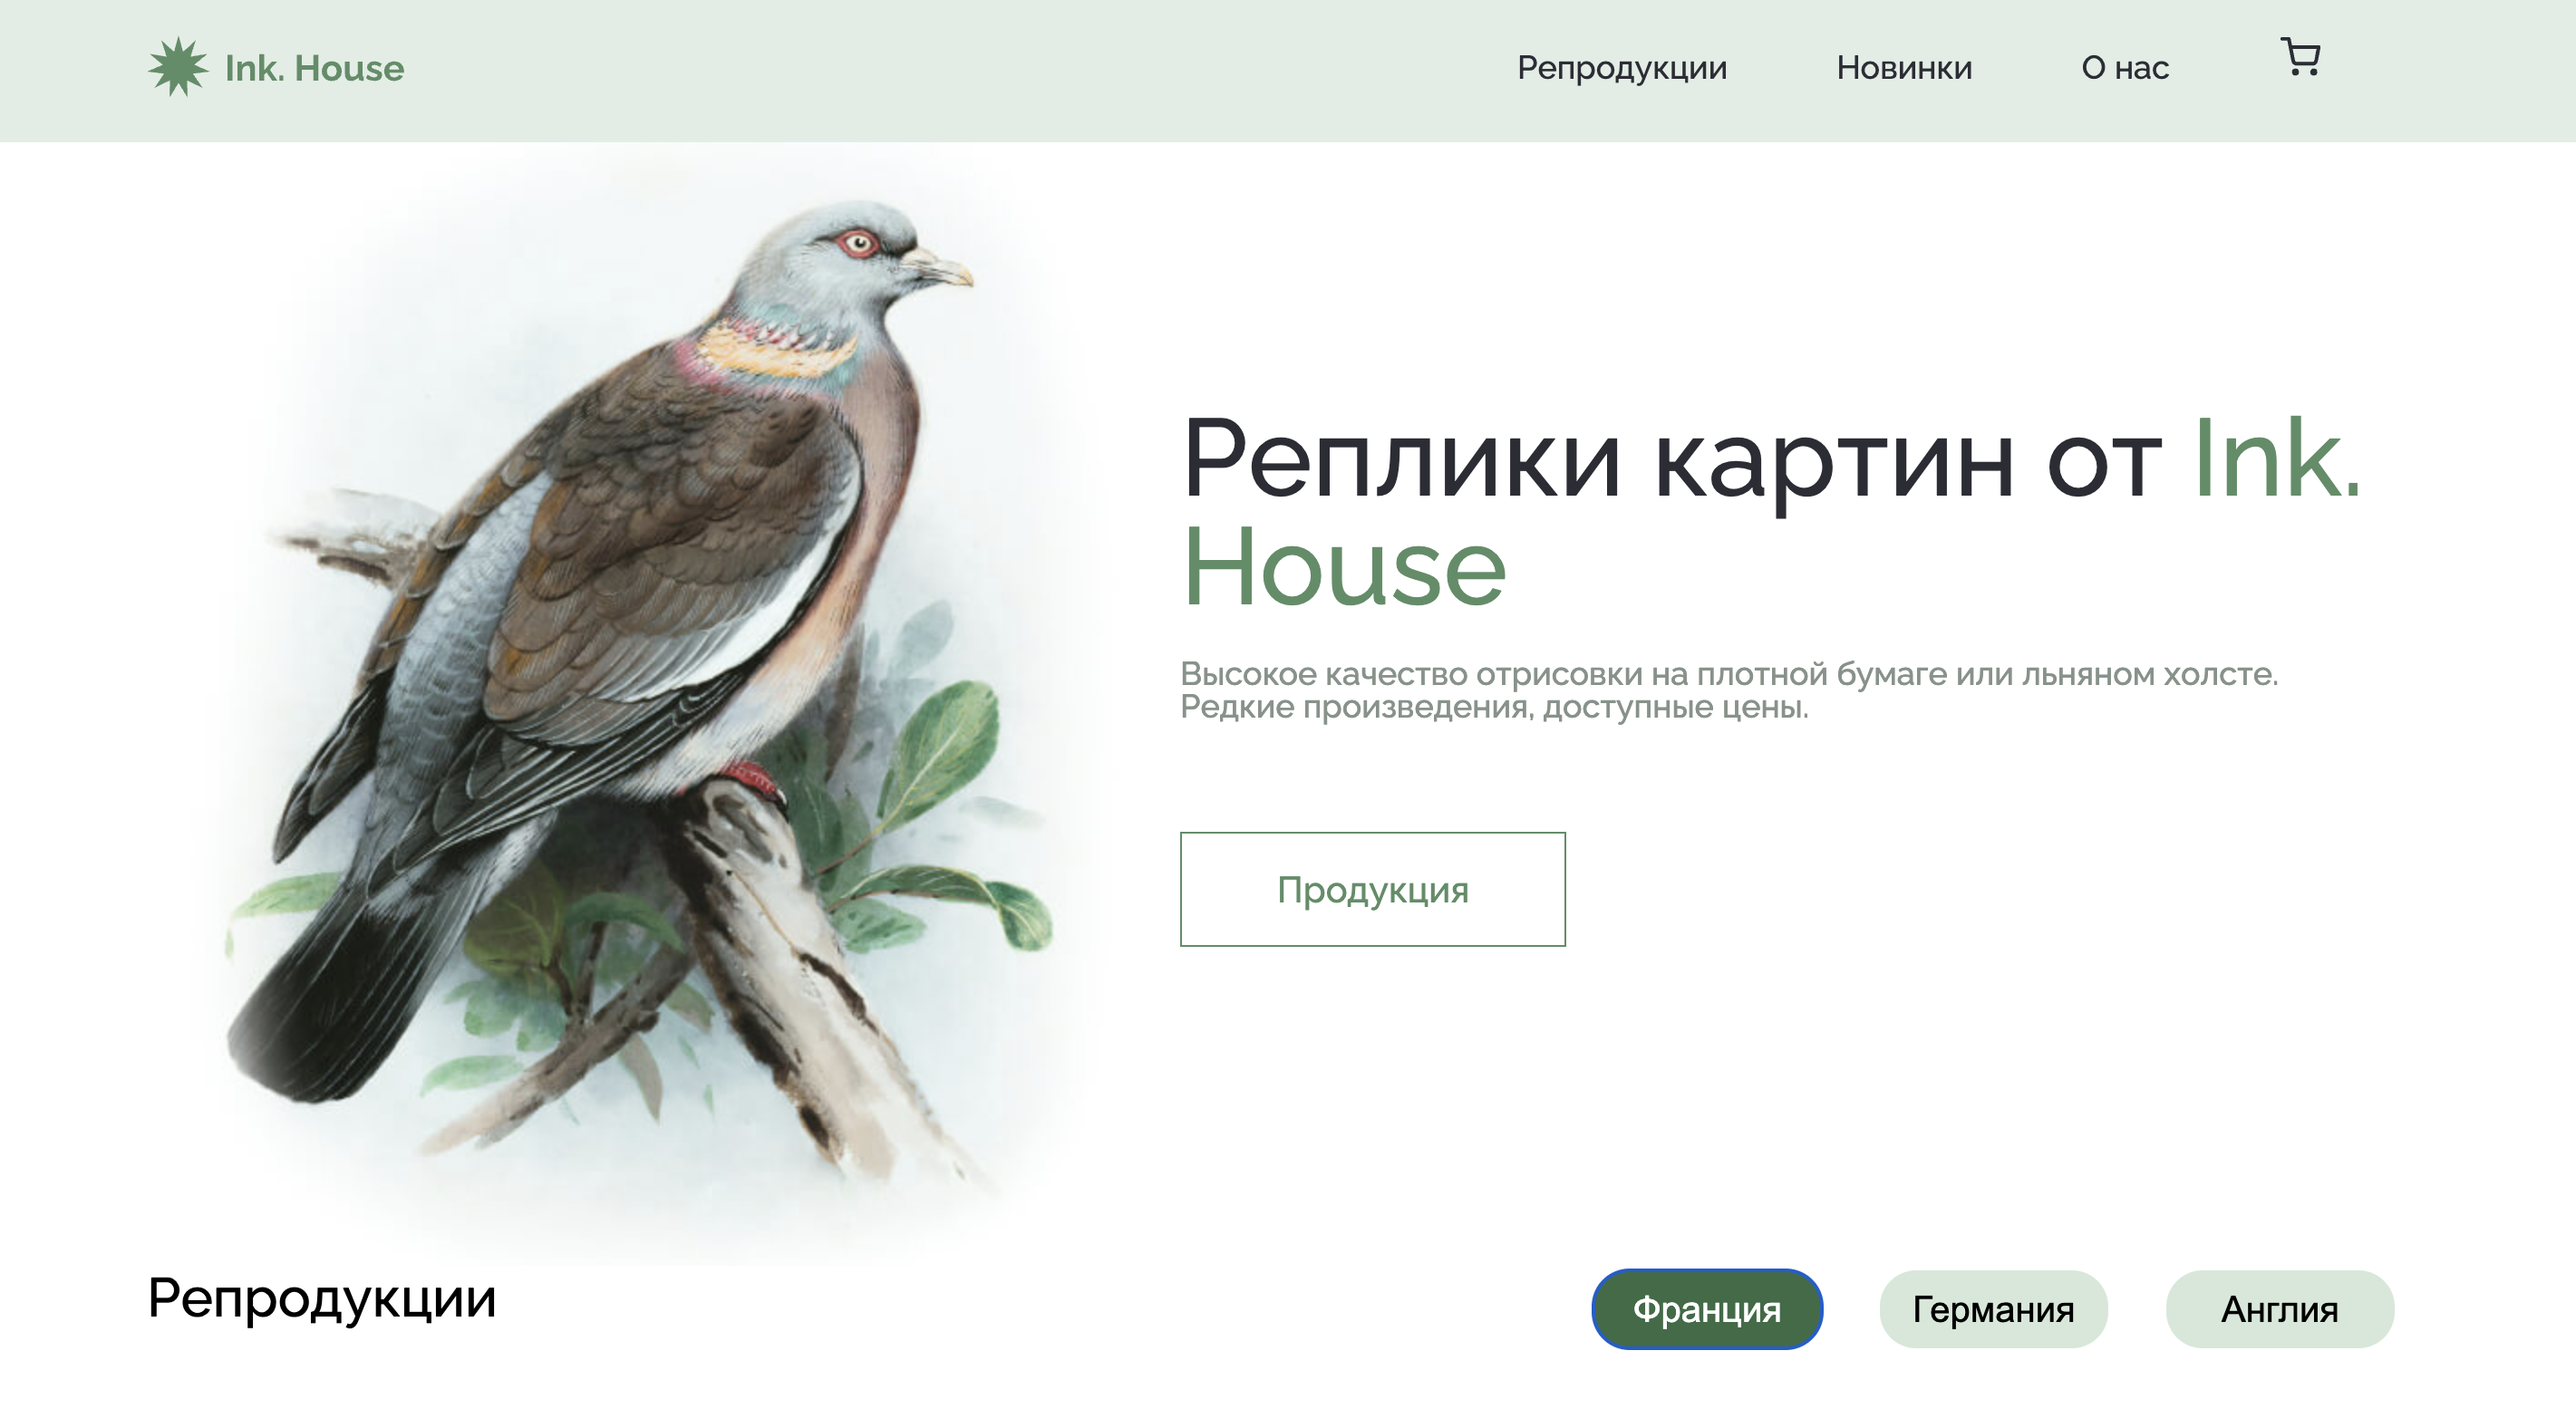 Ink. House
Репродукции
Новинки
О нас
Реплики картин от Ink.
House
Высокое качество отрисовки на плотной бумаге или льняном холсте.
Редкие произведения, доступные цены.
Продукция
Репродукции
Франция
Германия
Англия